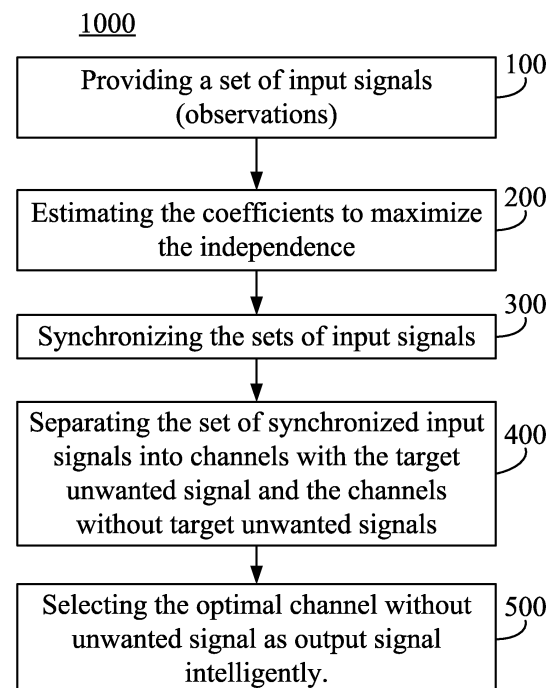 1000
100
Providing a set of input signals
(observations)
200
Estimating the coefficients to maximize
the independence
300
Synchronizing the sets of input signals
400
Separating the set of synchronized input
signals into channels with the target
unwanted signal and the channels
without target unwanted signals
500
Selecting the optimal channel without
unwanted signal as output signal
intelligently.